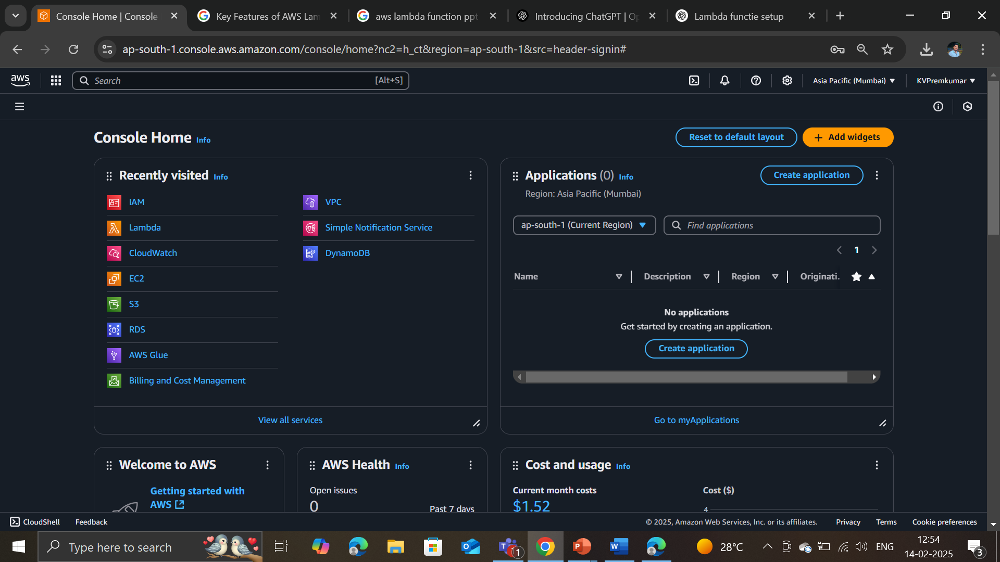 Console Home | Console
Key Features of AWS Lam
aws lambda function ppt
Introducing ChatGPT | Op
Lambda functie setup
ap-south-1.console.aws.amazon.com/console/home?nc2=h_ct&region=ap-south-1&src=header-signin#
aws
Search
[Alt+S]
Asia Pacific (Mumbai)
KVPremkumar
Console Home Info
Reset to default layout
+ Add widgets
Recently visited Info
IAM
Lambda
CloudWatch
EC2
S3
RDS
AWS Glue
Billing and Cost Management
VPC
Simple Notification Service
DynamoDB
View all services
Applications (0) Info
Create application
Region: Asia Pacific (Mumbai)
ap-south-1 (Current Region)
Find applications
1
Name
Description
Region
Originati.
No applications
Get started by creating an application.
Create application
Go to myApplications
Welcome to AWS
Getting started with
AWS
AWS Health Info
Open issues
0
Past 7 days
Cost and usage Info
Current month costs
$1.52
Cost ($)
4
CloudShell
Feedback
© 2025, Amazon Web Services, Inc. or its affiliates.
Privacy
Terms
Cookie preferences
Type here to search
1
28°C
ENG
12:54
14-02-2025
3